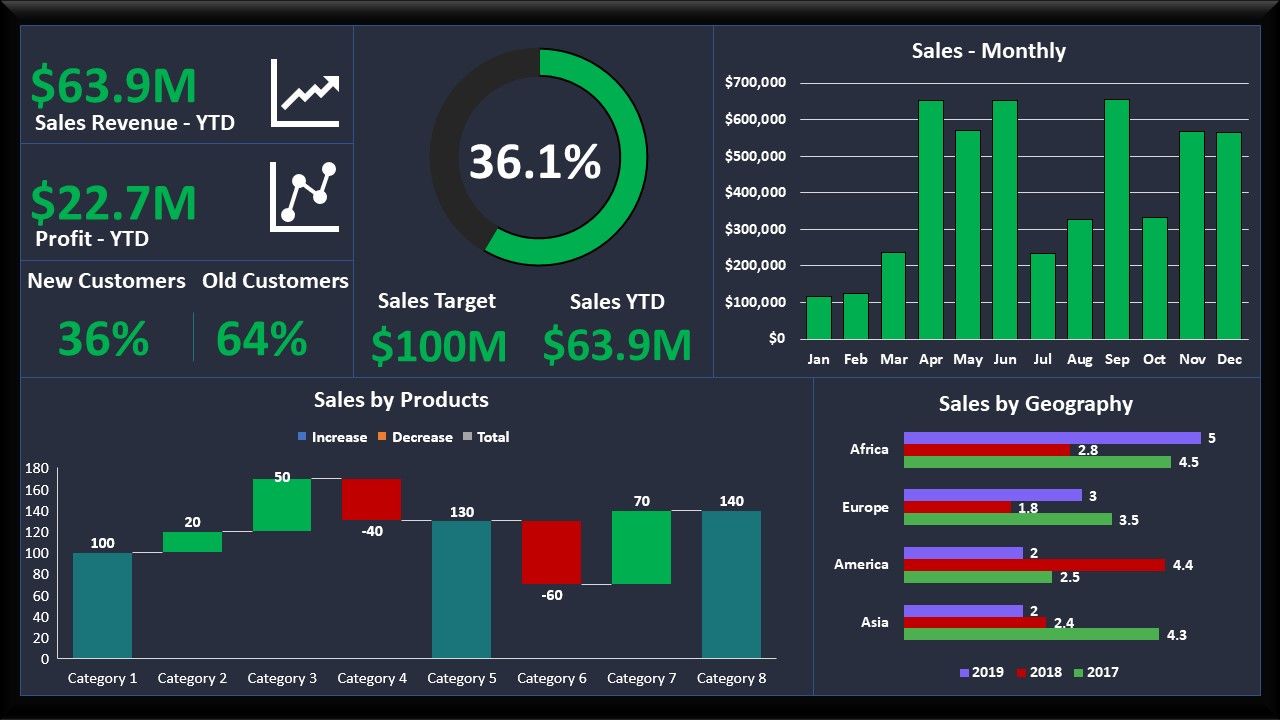 $63.9M
Sales Revenue - YTD
$22.7M
Profit - YTD
New Customers Old Customers
36% 64%
36.1%
Sales Target Sales YTD
$100M $63.9M
Sales - Monthly
$700,000
$600,000
$500,000
$400,000
$300,000
$200,000
$100,000
$0
Jan Feb Mar Apr May Jun Jul Aug Sep Oct Nov Dec
Sales by Products
Increase Decrease Total
180
160
140
120
100
80
60
40
20
0
100
20
50
-40
130
-60
70
140
Category 1 Category 2 Category 3 Category 4 Category 5 Category 6 Category 7 Category 8
Sales by Geography
Africa
5
2.8
4.5
Europe
3
1.8
3.5
America
2
4.4
2.5
Asia
2
2.4
4.3
2019 2018 2017